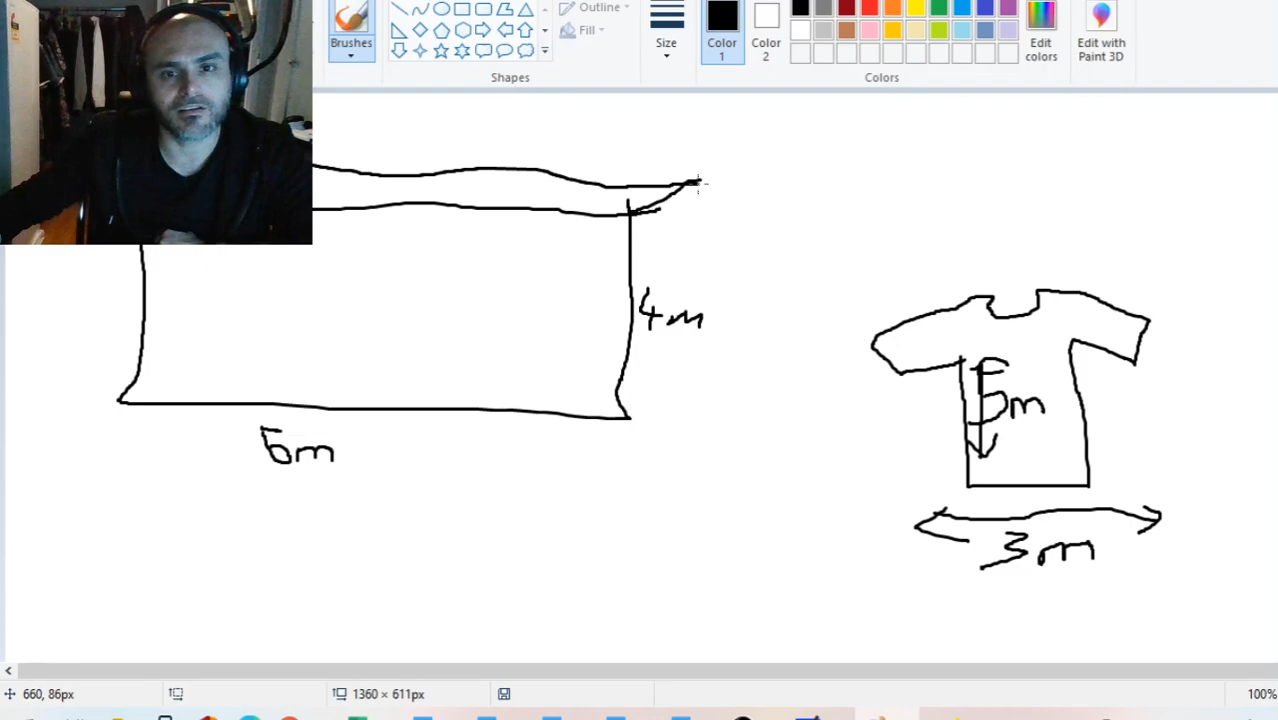 Brushes
Shapes
Outline
Fill
Size
Color 1
Color 2
Colors
Edit colors
Edit with Paint 3D
4m
5m
3m
660, 86px
1360 × 611px
100%